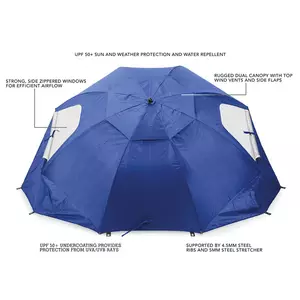 UPF 50+ SUN AND WEATHER PROTECTION AND WATER REPELLENT
STRONG, SIDE ZIPPERED WINDOWS
FOR EFFICIENT AIRFLOW
RUGGED DUAL CANOPY WITH TOP
WIND VENTS AND SIDE FLAPS
UPF 50+ UNDERCOATING PROVIDES
PROTECTION FROM UVA/UVB RAYS
SUPPORTED BY 4.5MM STEEL
RIBS AND 5MM STEEL STRETCHER